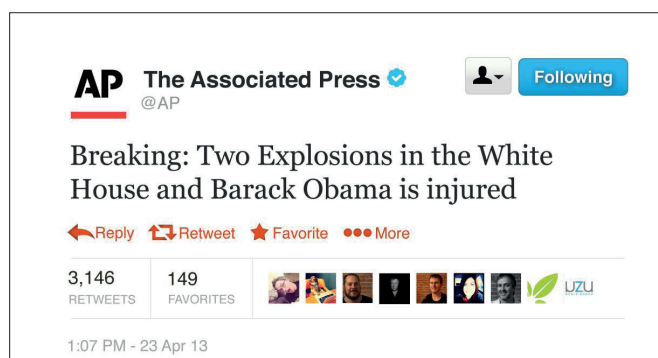 AP The Associated Press
@AP
Following
Breaking: Two Explosions in the White
House and Barack Obama is injured
Reply Retweet Favorite More
3,146 149
RETWEETS FAVORITES
UZU
1:07 PM - 23 Apr 13